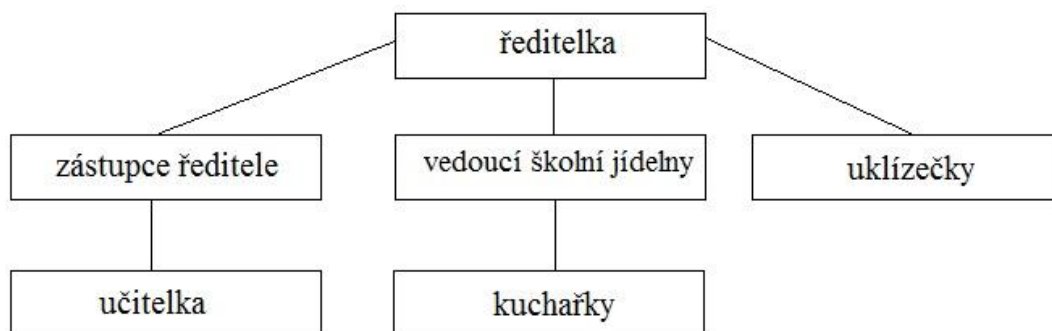 ředitelka
zástupce ředitele
vedoucí školní jídelny
uklízečky
učitelka
kuchařky